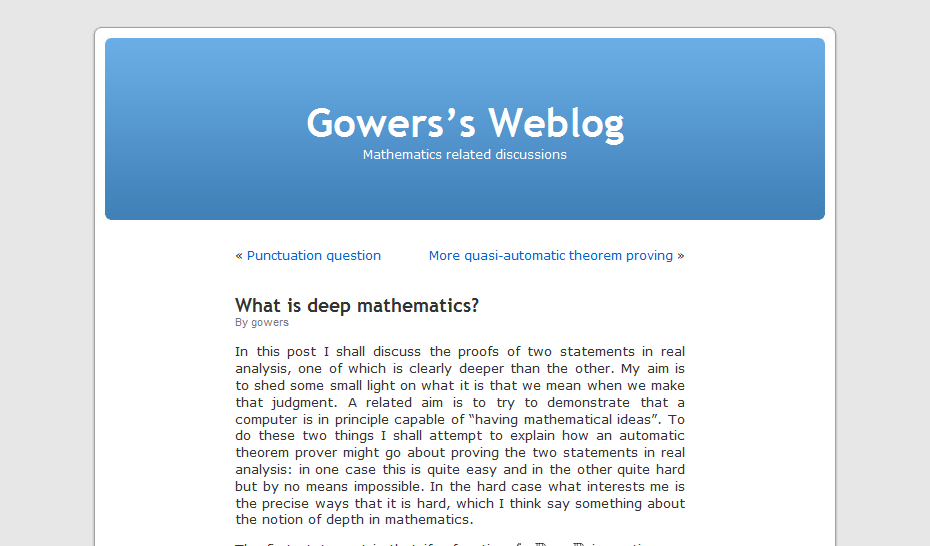 Gowers’s Weblog
Mathematics related discussions
« Punctuation question More quasi-automatic theorem proving »
What is deep mathematics?
By gowers
In this post I shall discuss the proofs of two statements in real
analysis, one of which is clearly deeper than the other. My aim is
to shed some small light on what it is that we mean when we make
that judgment. A related aim is to try to demonstrate that a
computer is in principle capable of “having mathematical ideas”. To
do these two things I shall attempt to explain how an automatic
theorem prover might go about proving the two statements in real
analysis: in one case this is quite easy and in the other quite hard
but by no means impossible. In the hard case what interests me is
the precise ways that it is hard, which I think say something about
the notion of depth in mathematics.